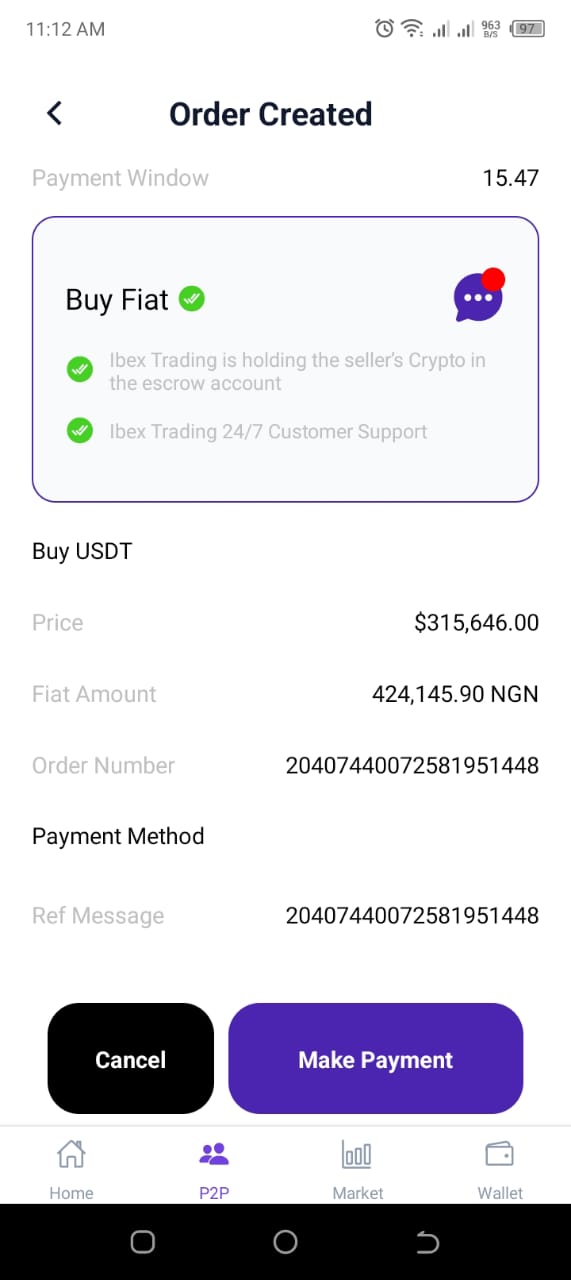 11:12 AM
963
B/S
97
Order Created
Payment Window 15.47
Buy Fiat
Ibex Trading is holding the seller's Crypto in
the escrow account
Ibex Trading 24/7 Customer Support
Buy USDT
Price $315,646.00
Fiat Amount 424,145.90 NGN
Order Number 20407440072581951448
Payment Method
Ref Message 20407440072581951448
Cancel Make Payment
Home P2P Market Wallet